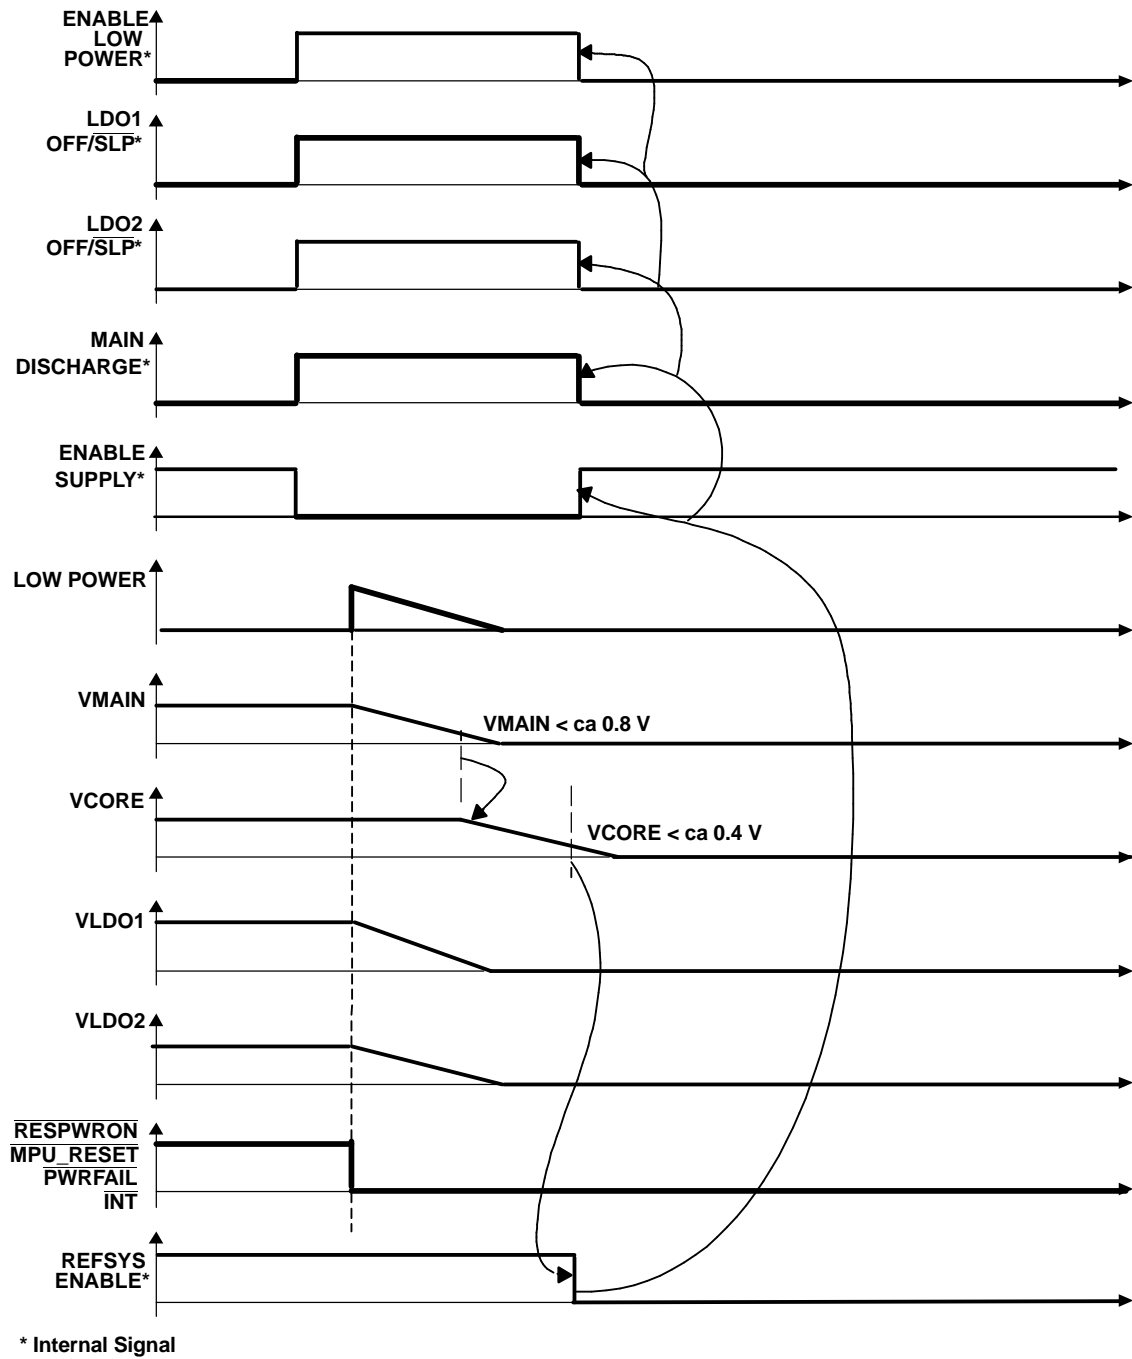 ENABLE
LOW
POWER*
LDO1
OFF/SLP*
LDO2
OFF/SLP*
MAIN
DISCHARGE*
ENABLE
SUPPLY*
LOW POWER
VMAIN
VMAIN < ca 0.8 V
VCORE
VCORE < ca 0.4 V
VLDO1
VLDO2
RESPWRON
MPU_RESET
PWRFAIL
INT
REFSYS
ENABLE*
* Internal Signal